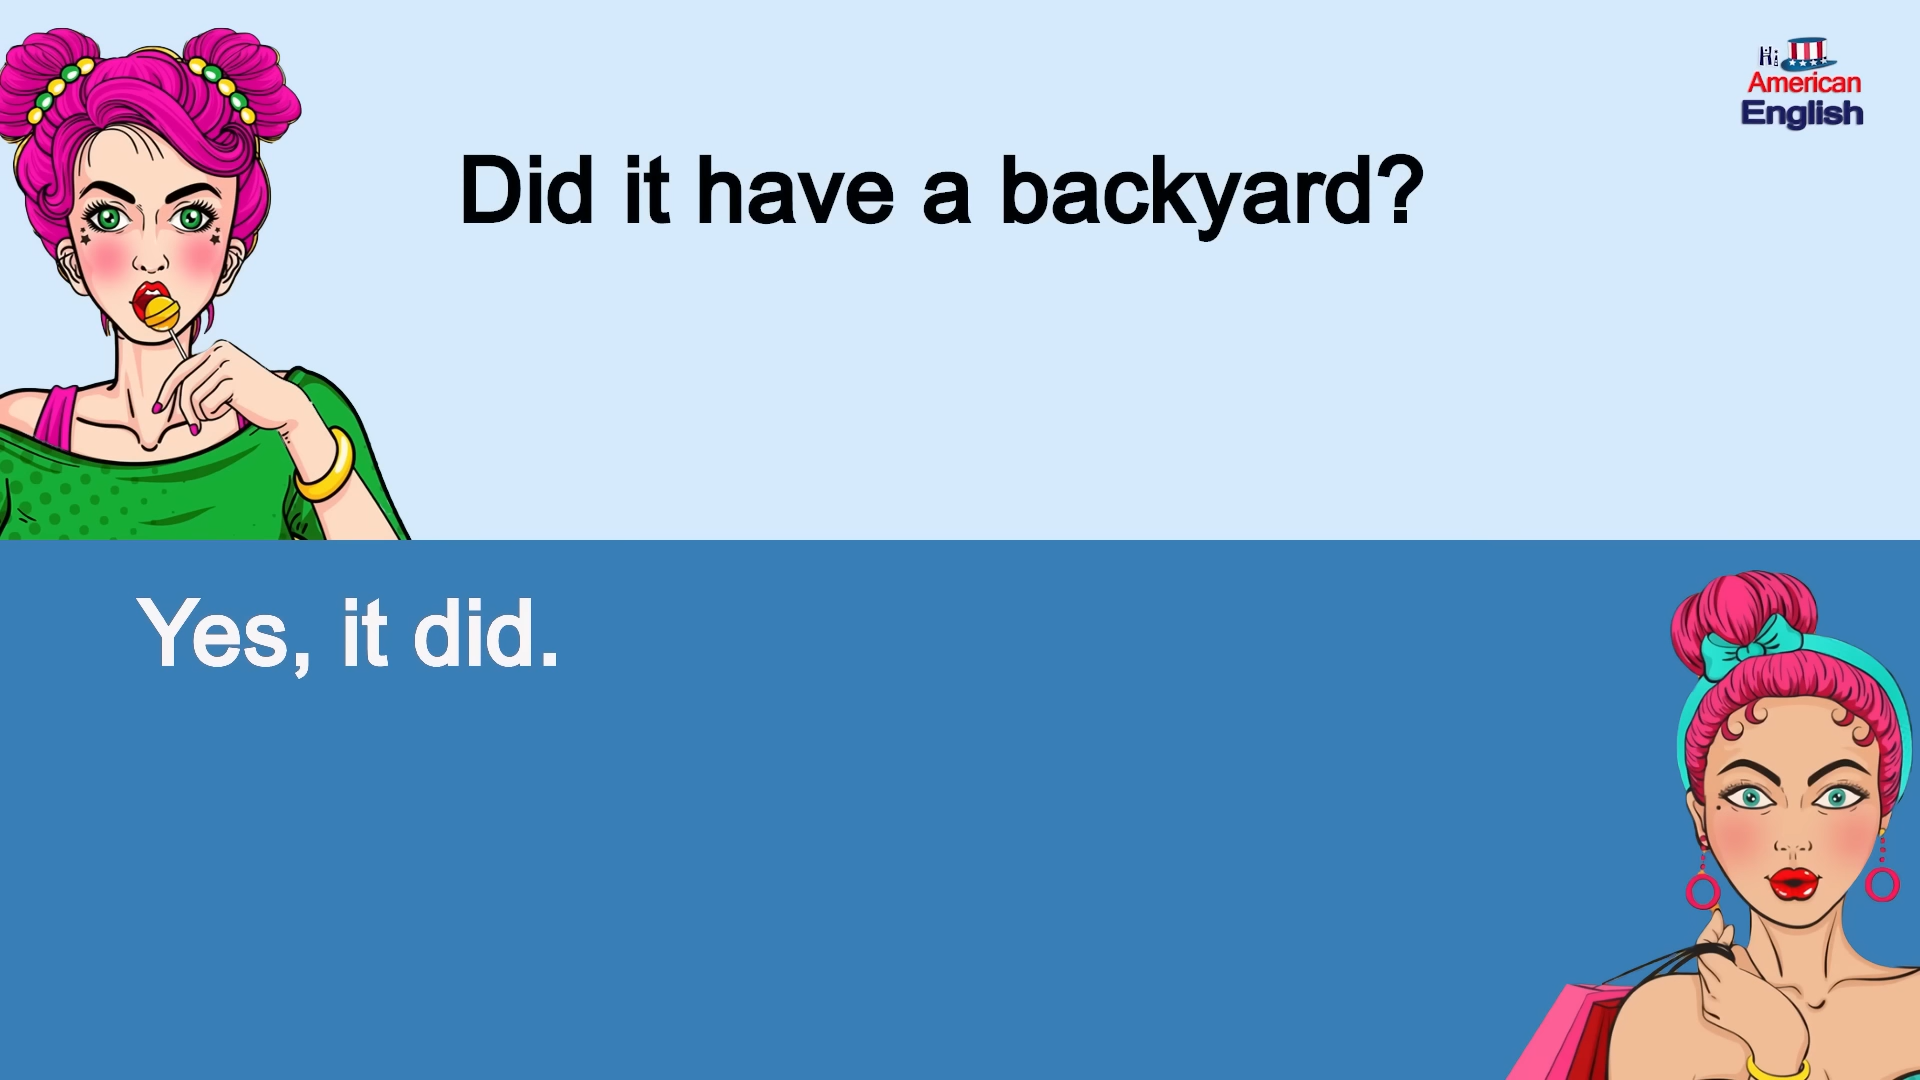 Hi
American
English
Did it have a backyard?
Yes, it did.